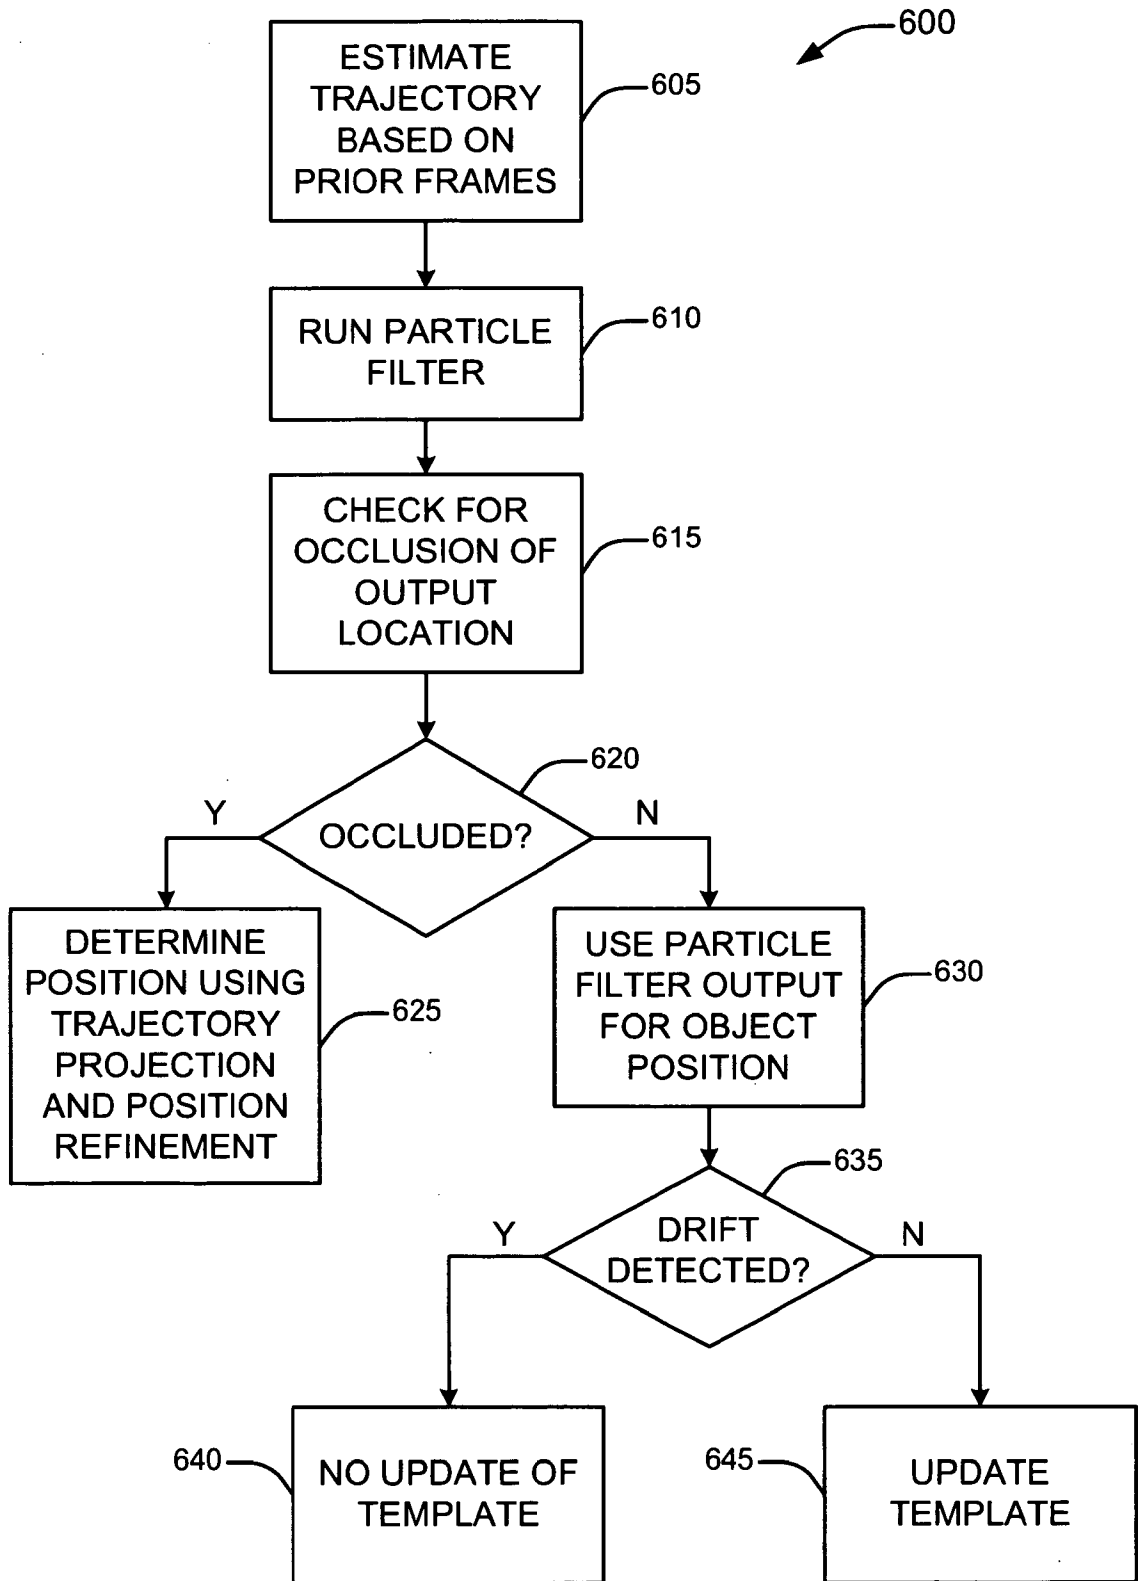 600
ESTIMATE
TRAJECTORY
BASED ON
PRIOR FRAMES
605
RUN PARTICLE
FILTER
610
CHECK FOR
OCCLUSION OF
OUTPUT
LOCATION
615
OCCLUDED?
620
Y
N
DETERMINE
POSITION USING
TRAJECTORY
PROJECTION
AND POSITION
REFINEMENT
625
USE PARTICLE
FILTER OUTPUT
FOR OBJECT
POSITION
630
DRIFT
DETECTED?
635
Y
N
640
NO UPDATE OF
TEMPLATE
645
UPDATE
TEMPLATE